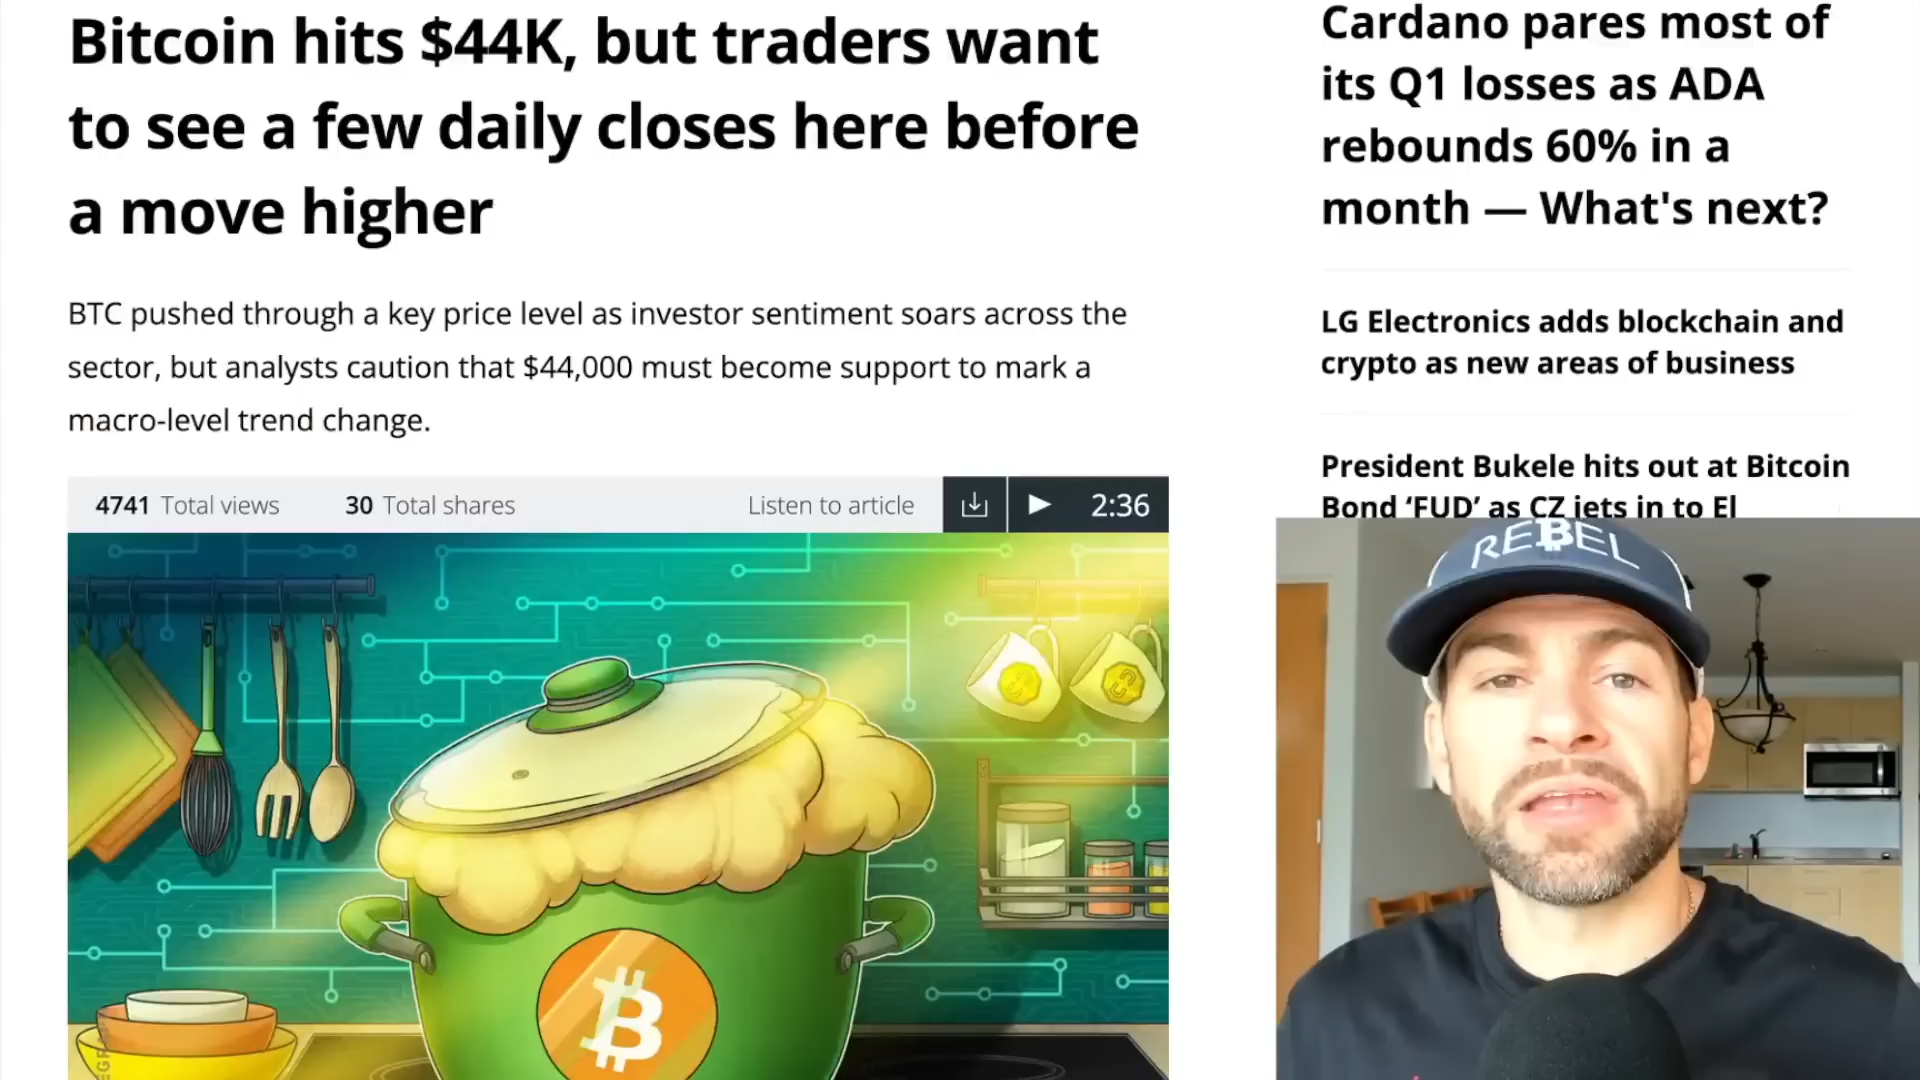 Bitcoin hits $44K, but traders want
to see a few daily closes here before
a move higher
BTC pushed through a key price level as investor sentiment soars across the
sector, but analysts caution that $44,000 must become support to mark a
macro-level trend change.
4741 Total views 30 Total shares Listen to article 2:36
Cardano pares most of
its Q1 losses as ADA
rebounds 60% in a
month — What's next?
LG Electronics adds blockchain and
crypto as new areas of business
President Bukele hits out at Bitcoin
Bond ‘FUD’ as CZ jets in to El
RE₿EL